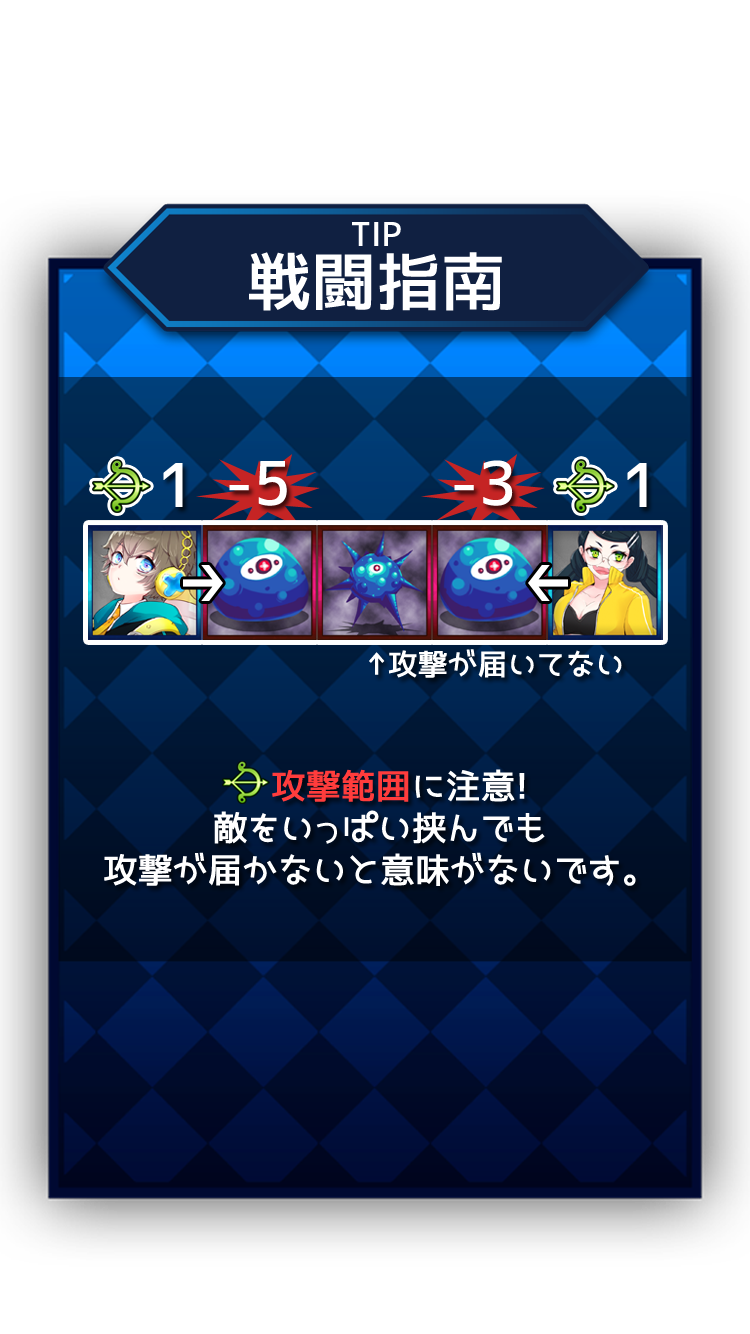 TIP
戦闘指南
1 -5 -3 1
↑攻撃が届いてない
攻撃範囲に注意!
敵をいっぱい挟んでも
攻撃が届かないと意味がないです。